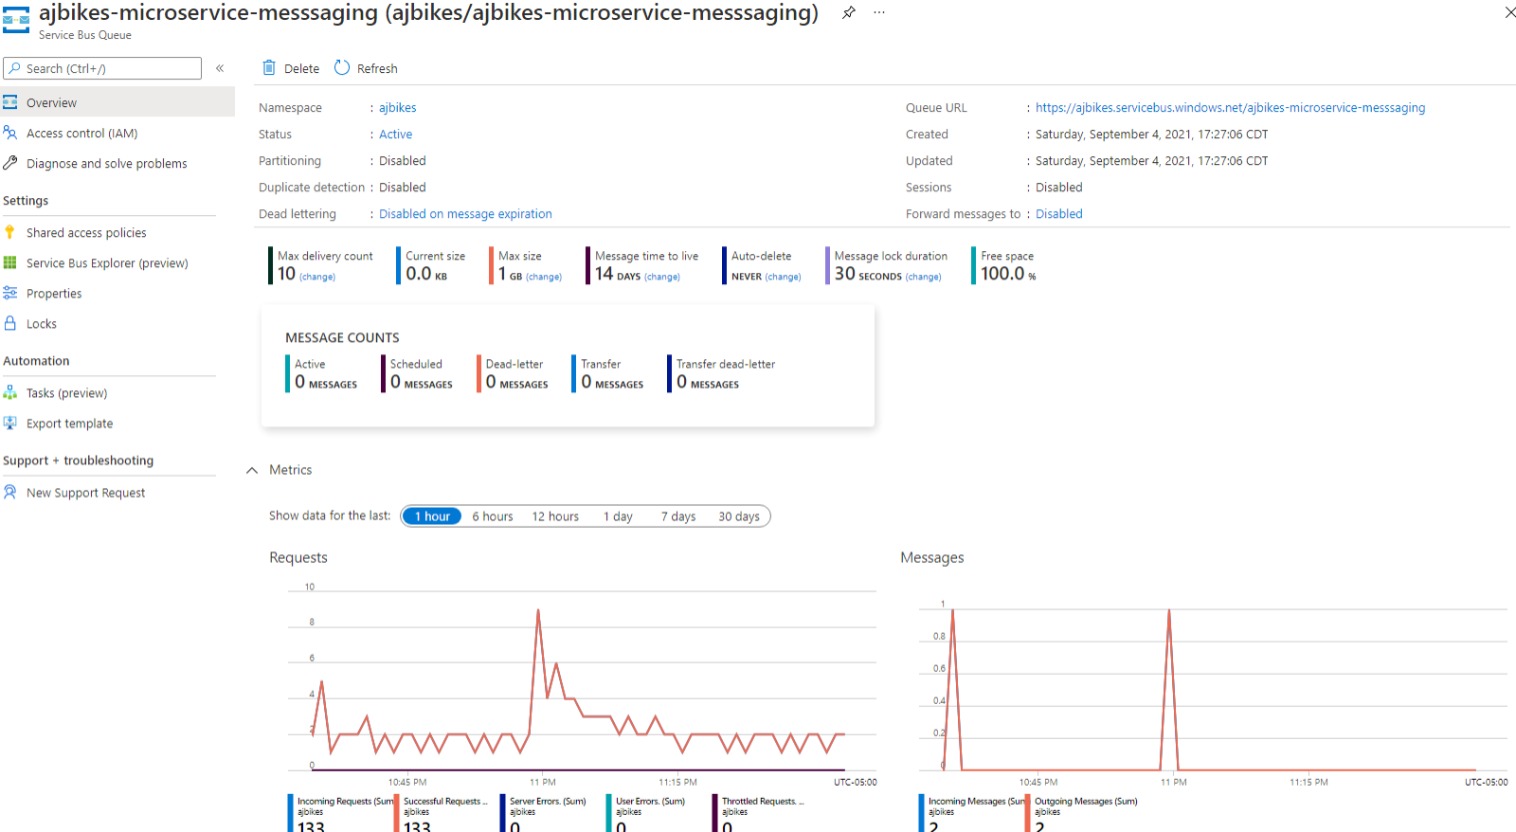 ajbikes-microservice-messsaging (ajbikes/ajbikes-microservice-messsaging)
Service Bus Queue
Search (Ctrl+/)
Overview
Access control (IAM)
Diagnose and solve problems
Settings
Shared access policies
Service Bus Explorer (preview)
Properties
Locks
Automation
Tasks (preview)
Export template
Support + troubleshooting
New Support Request
Delete Refresh
Namespace : ajbikes
Status : Active
Partitioning : Disabled
Duplicate detection : Disabled
Dead lettering : Disabled on message expiration
Queue URL : https://ajbikes.servicebus.windows.net/ajbikes-microservice-messsaging
Created : Saturday, September 4, 2021, 17:27:06 CDT
Updated : Saturday, September 4, 2021, 17:27:06 CDT
Sessions : Disabled
Forward messages to : Disabled
Max delivery count
10 (change)
Current size
0.0 KB
Max size
1 GB (change)
Message time to live
14 DAYS (change)
Auto-delete
NEVER (change)
Message lock duration
30 SECONDS (change)
Free space
100.0 %
MESSAGE COUNTS
Active
0 MESSAGES
Scheduled
0 MESSAGES
Dead-letter
0 MESSAGES
Transfer
0 MESSAGES
Transfer dead-letter
0 MESSAGES
Metrics
Show data for the last: 1 hour 6 hours 12 hours 1 day 7 days 30 days
Requests
10
8
6
4
2
0
10:45 PM 11 PM 11:15 PM UTC-05:00
Incoming Requests (Sum)
ajbikes
133
Successful Requests ..
ajbikes
133
Server Errors. (Sum)
ajbikes
0
User Errors. (Sum)
ajbikes
0
Throttled Requests. ...
ajbikes
0
Messages
1
0.8
0.6
0.4
0.2
0
10:45 PM 11 PM 11:15 PM UTC-05:00
Incoming Messages (Sum)
ajbikes
2
Outgoing Messages (Sum)
ajbikes
2